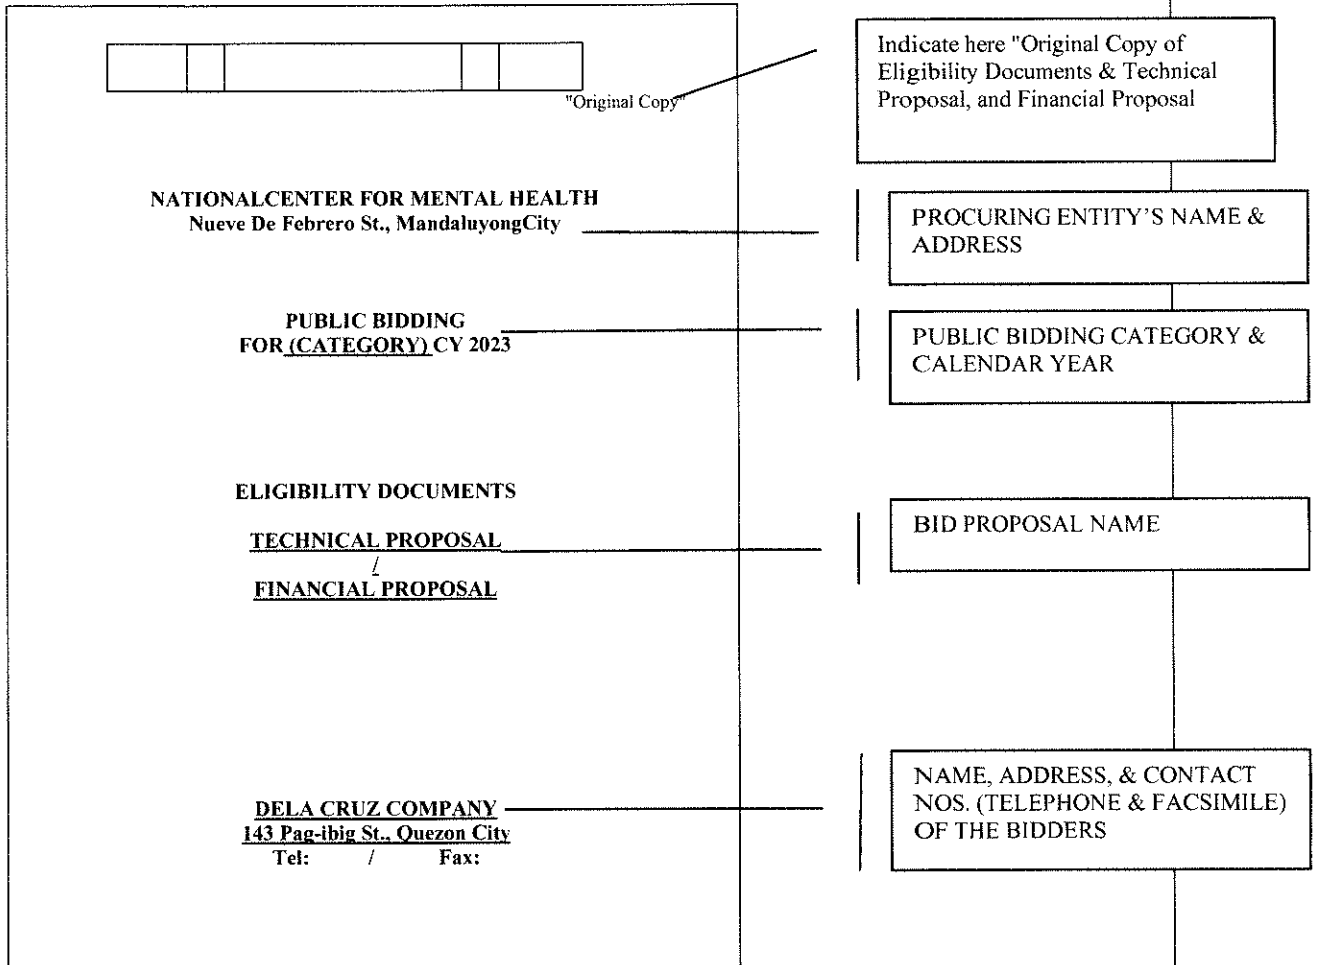 "Original Copy"
Indicate here "Original Copy of
Eligibility Documents & Technical
Proposal, and Financial Proposal
NATIONALCENTER FOR MENTAL HEALTH
Nueve De Febrero St., MandaluyongCity
PROCURING ENTITY'S NAME &
ADDRESS
PUBLIC BIDDING
FOR (CATEGORY) CY 2023
PUBLIC BIDDING CATEGORY &
CALENDAR YEAR
ELIGIBILITY DOCUMENTS
TECHNICAL PROPOSAL
/
FINANCIAL PROPOSAL
BID PROPOSAL NAME
DELA CRUZ COMPANY
143 Pag-ibig St., Quezon City
Tel: / Fax:
NAME, ADDRESS, & CONTACT
NOS. (TELEPHONE & FACSIMILE)
OF THE BIDDERS